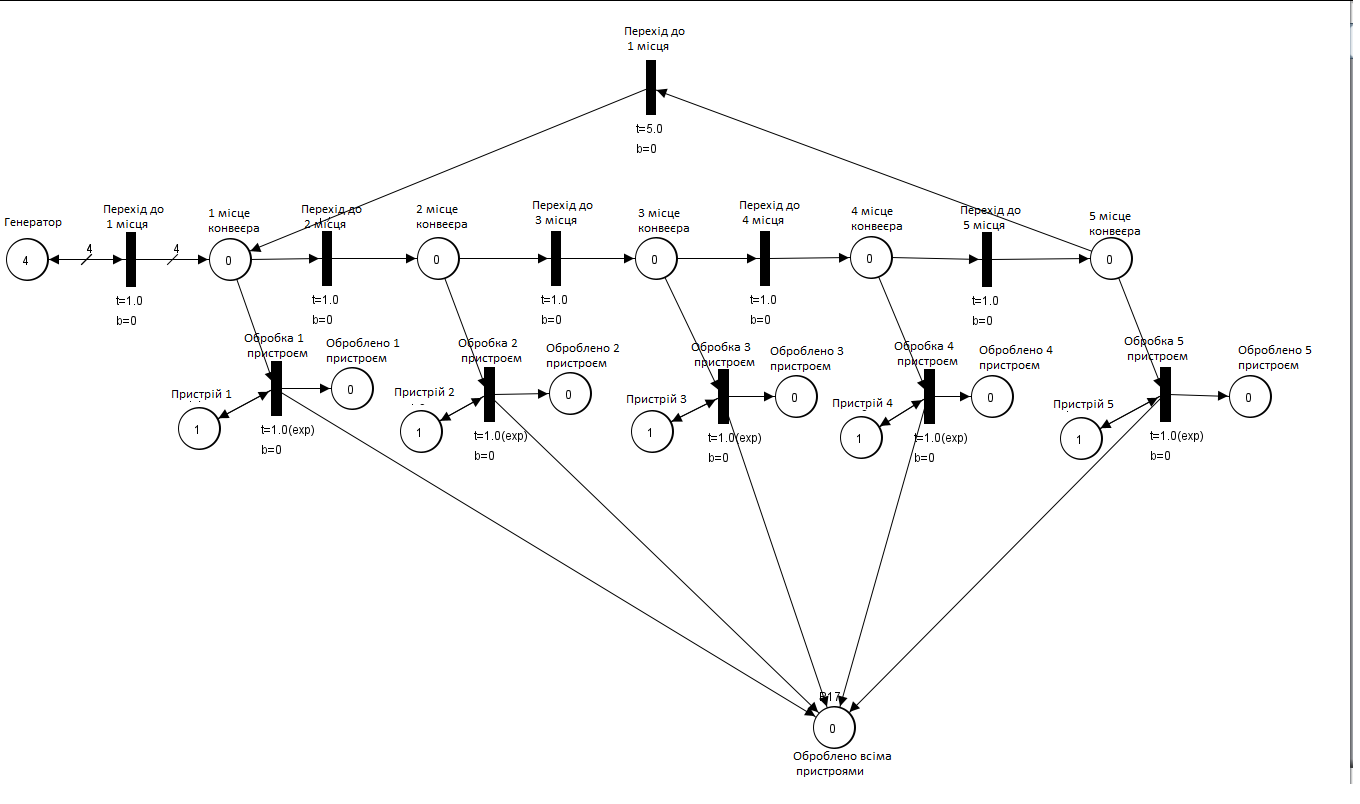 Перехід до
1 місця
t=5.0
b=0
Генератор
4
4
Перехід до
1 місця
t=1.0
b=0
4
1 місце
конвеєра
0
Перехід до
2 місця
t=1.0
b=0
2 місце
конвеєра
0
Перехід до
3 місця
t=1.0
b=0
3 місце
конвеєра
0
Перехід до
4 місця
t=1.0
b=0
4 місце
конвеєра
0
Перехід до
5 місця
t=1.0
b=0
5 місце
конвеєра
0
Обробка 1
пристроєм
t=1.0(exp)
b=0
Оброблено 1
пристроєм
0
Пристрій 1
1
Обробка 2
пристроєм
t=1.0(exp)
b=0
Оброблено 2
пристроєм
0
Пристрій 2
1
Обробка 3
пристроєм
t=1.0(exp)
b=0
Оброблено 3
пристроєм
0
Пристрій 3
1
Обробка 4
пристроєм
t=1.0(exp)
b=0
Оброблено 4
пристроєм
0
Пристрій 4
1
Обробка 5
пристроєм
t=1.0(exp)
b=0
Оброблено 5
пристроєм
0
Пристрій 5
1
0
Оброблено всіма
пристроями